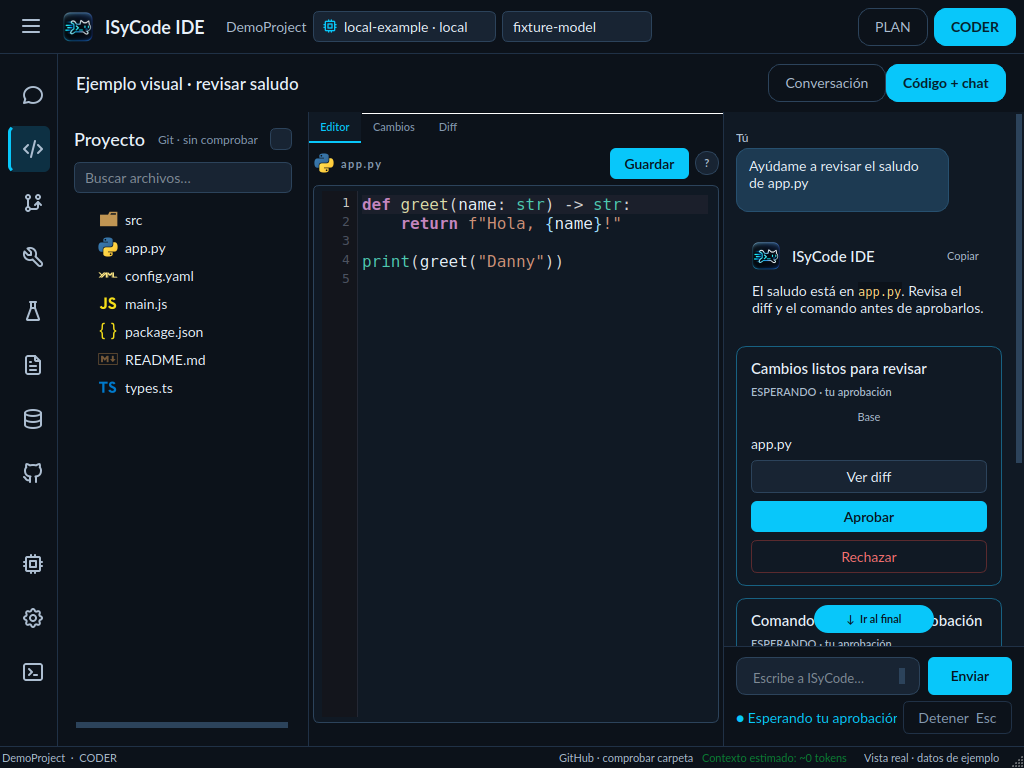 ISyCode IDE
DemoProject
local-example · local
fixture-model
PLAN
CODER
Ejemplo visual · revisar saludo
Conversación
Código + chat
Proyecto
Git · sin comprobar
Buscar archivos...
src
app.py
YML
config.yaml
JS
main.js
{ }
package.json
M↓
README.md
TS
types.ts
Editor
Cambios
Diff
app.py
Guardar
?
1
def greet(name: str) -> str:
2
return f"Hola, {name}!"
3
4
print(greet("Danny"))
5
Tú
Ayúdame a revisar el saludo
de app.py
ISyCode IDE
Copiar
El saludo está en app.py. Revisa el
diff y el comando antes de aprobarlos.
Cambios listos para revisar
ESPERANDO · tu aprobación
Base
app.py
Ver diff
Aprobar
Rechazar
Comando
↓ Ir al final
obación
ESPERANDO · tu aprobación
Escribe a ISyCode...
Enviar
● Esperando tu aprobación
Detener Esc
DemoProject · CODER
GitHub · comprobar carpeta
Contexto estimado: ~0 tokens
Vista real · datos de ejemplo